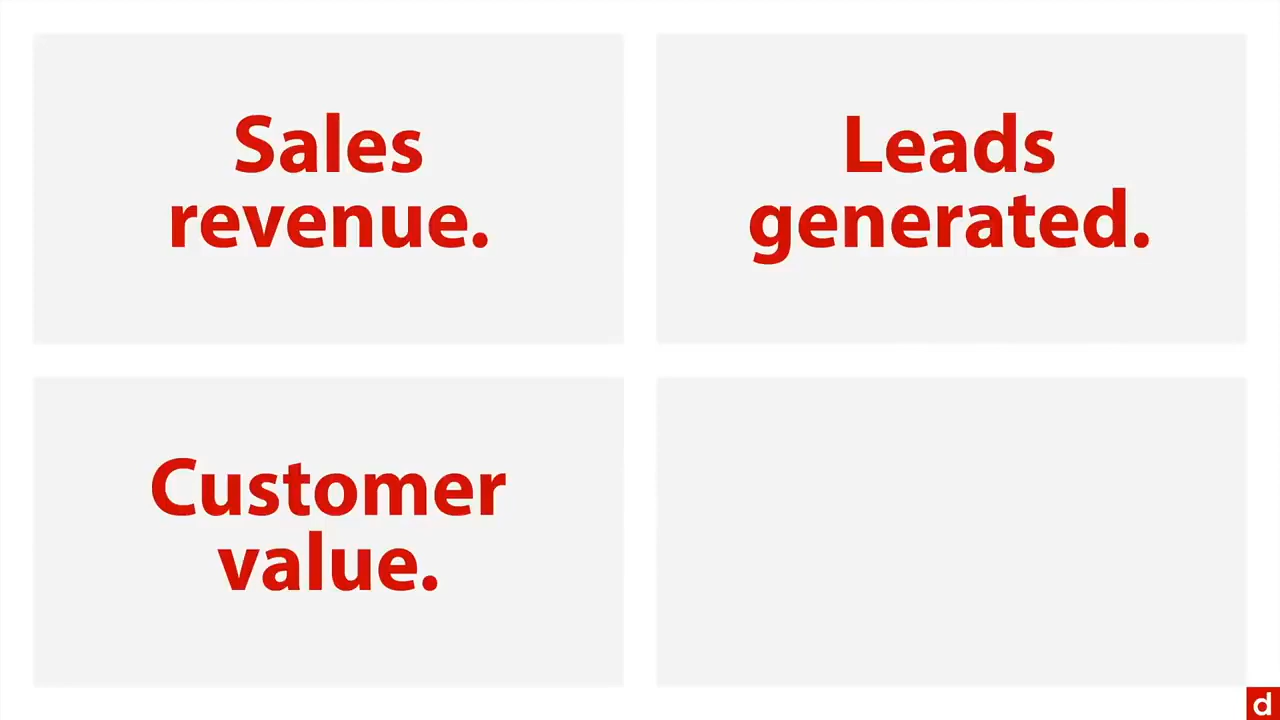 Sales
revenue.
Leads
generated.
Customer
value.
d